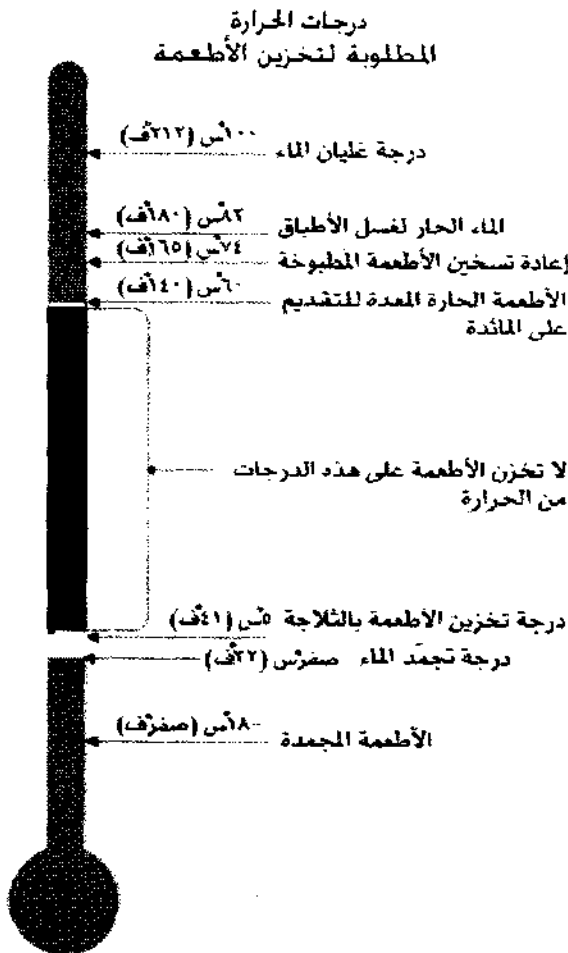 درجات الحرارة
المطلوبة لتخزين الأطعمة
درجة غليان الماء ١٠٠°س (٢١٢°ف)
الماء الحار لغسل الأطباق ٨٢°س (١٨٠°ف)
إعادة تسخين الأطعمة المطبوخة ٧٤°س (١٦٥°ف)
الأطعمة الحارة المعدة للتقديم ٦٠°س (١٤٠°ف)
على المائدة
لا تخزن الأطعمة على هذه الدرجات
من الحرارة
درجة تخزين الأطعمة بالثلاجة ٥°س (٤١°ف)
درجة تجمّد الماء صفر°س (٣٢°ف)
الأطعمة المجمدة -١٨°س (صفر°ف)